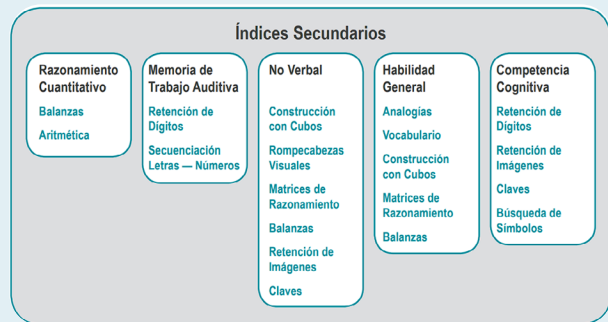 Índices Secundarios
Razonamiento
Cuantitativo
Balanzas
Aritmética
Memoria de
Trabajo Auditiva
Retención de
Dígitos
Secuenciación
Letras — Números
No Verbal
Construcción
con Cubos
Rompecabezas
Visuales
Matrices de
Razonamiento
Balanzas
Retención de
Imágenes
Claves
Habilidad
General
Analogías
Vocabulario
Construcción
con Cubos
Matrices de
Razonamiento
Balanzas
Competencia
Cognitiva
Retención de
Dígitos
Retención de
Imágenes
Claves
Búsqueda de
Símbolos